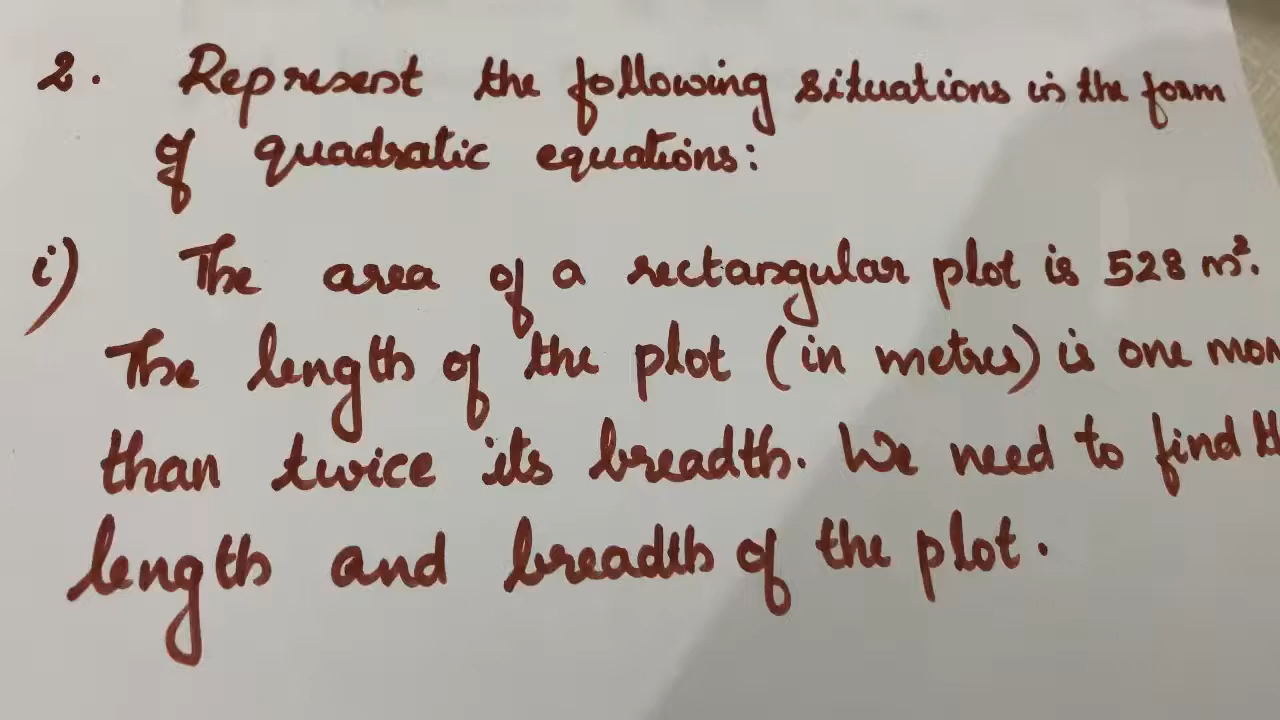 2. Represent the following situations in the form
of quadratic equations:
i) The area of a rectangular plot is 528 m².
The length of the plot (in metres) is one mor
than twice its breadth. We need to find th
length and breadth of the plot.